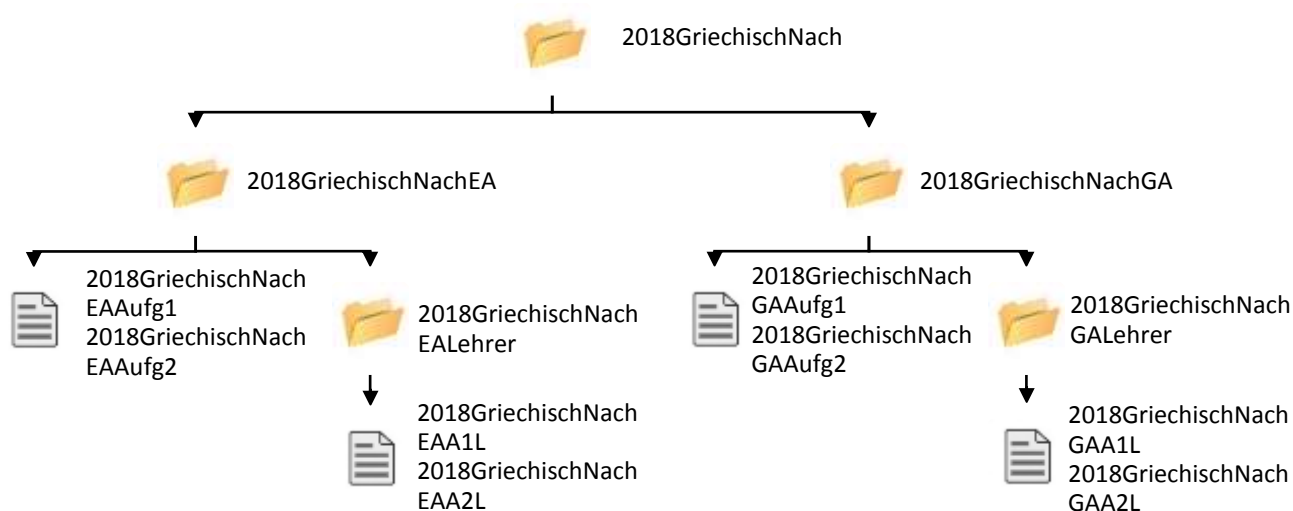 2018GriechischNach
2018GriechischNachEA
2018GriechischNachGA
2018GriechischNach
EAAufg1
2018GriechischNach
EAAufg2
2018GriechischNach
EALehrer
2018GriechischNach
GAAufg1
2018GriechischNach
GAAufg2
2018GriechischNach
GALehrer
2018GriechischNach
EAA1L
2018GriechischNach
EAA2L
2018GriechischNach
GAA1L
2018GriechischNach
GAA2L